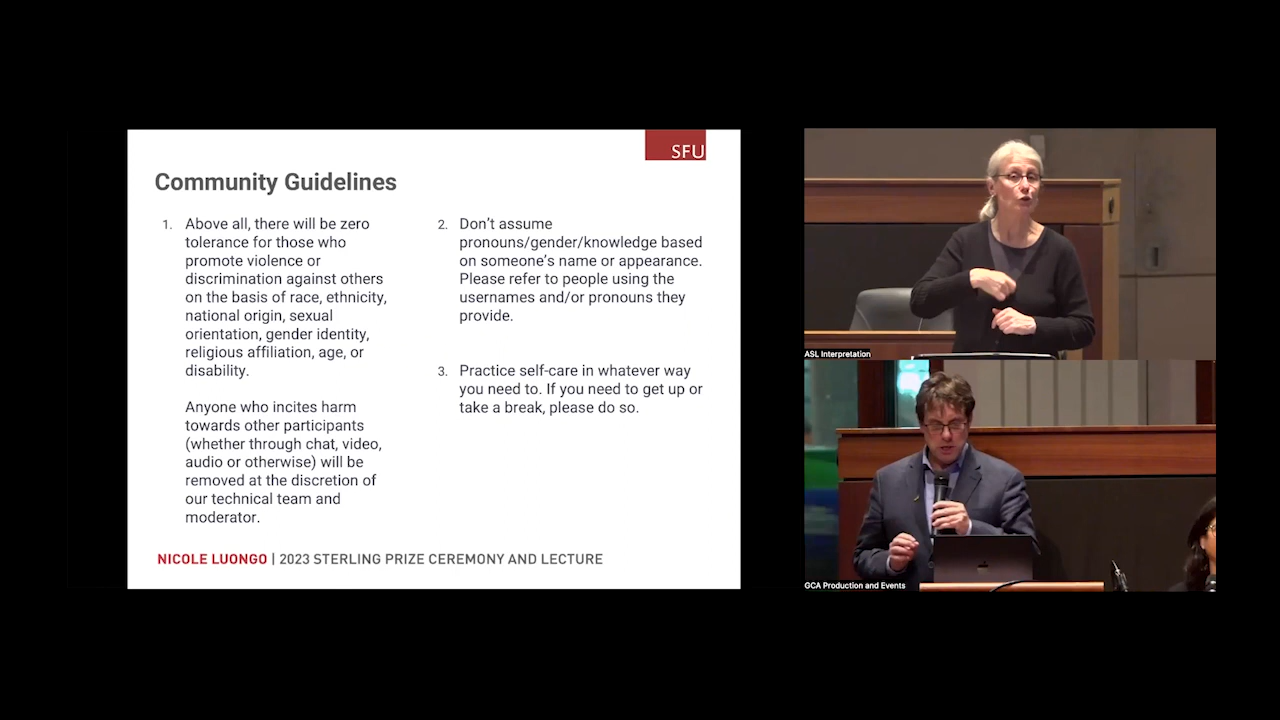 SFU
Community Guidelines
1. Above all, there will be zero
tolerance for those who
promote violence or
discrimination against others
on the basis of race, ethnicity,
national origin, sexual
orientation, gender identity,
religious affiliation, age, or
disability.
Anyone who incites harm
towards other participants
(whether through chat, video,
audio or otherwise) will be
removed at the discretion of
our technical team and
moderator.
2. Don’t assume
pronouns/gender/knowledge based
on someone’s name or appearance.
Please refer to people using the
usernames and/or pronouns they
provide.
3. Practice self-care in whatever way
you need to. If you need to get up or
take a break, please do so.
NICOLE LUONGO | 2023 STERLING PRIZE CEREMONY AND LECTURE
ASL Interpretation
GCA Production and Events